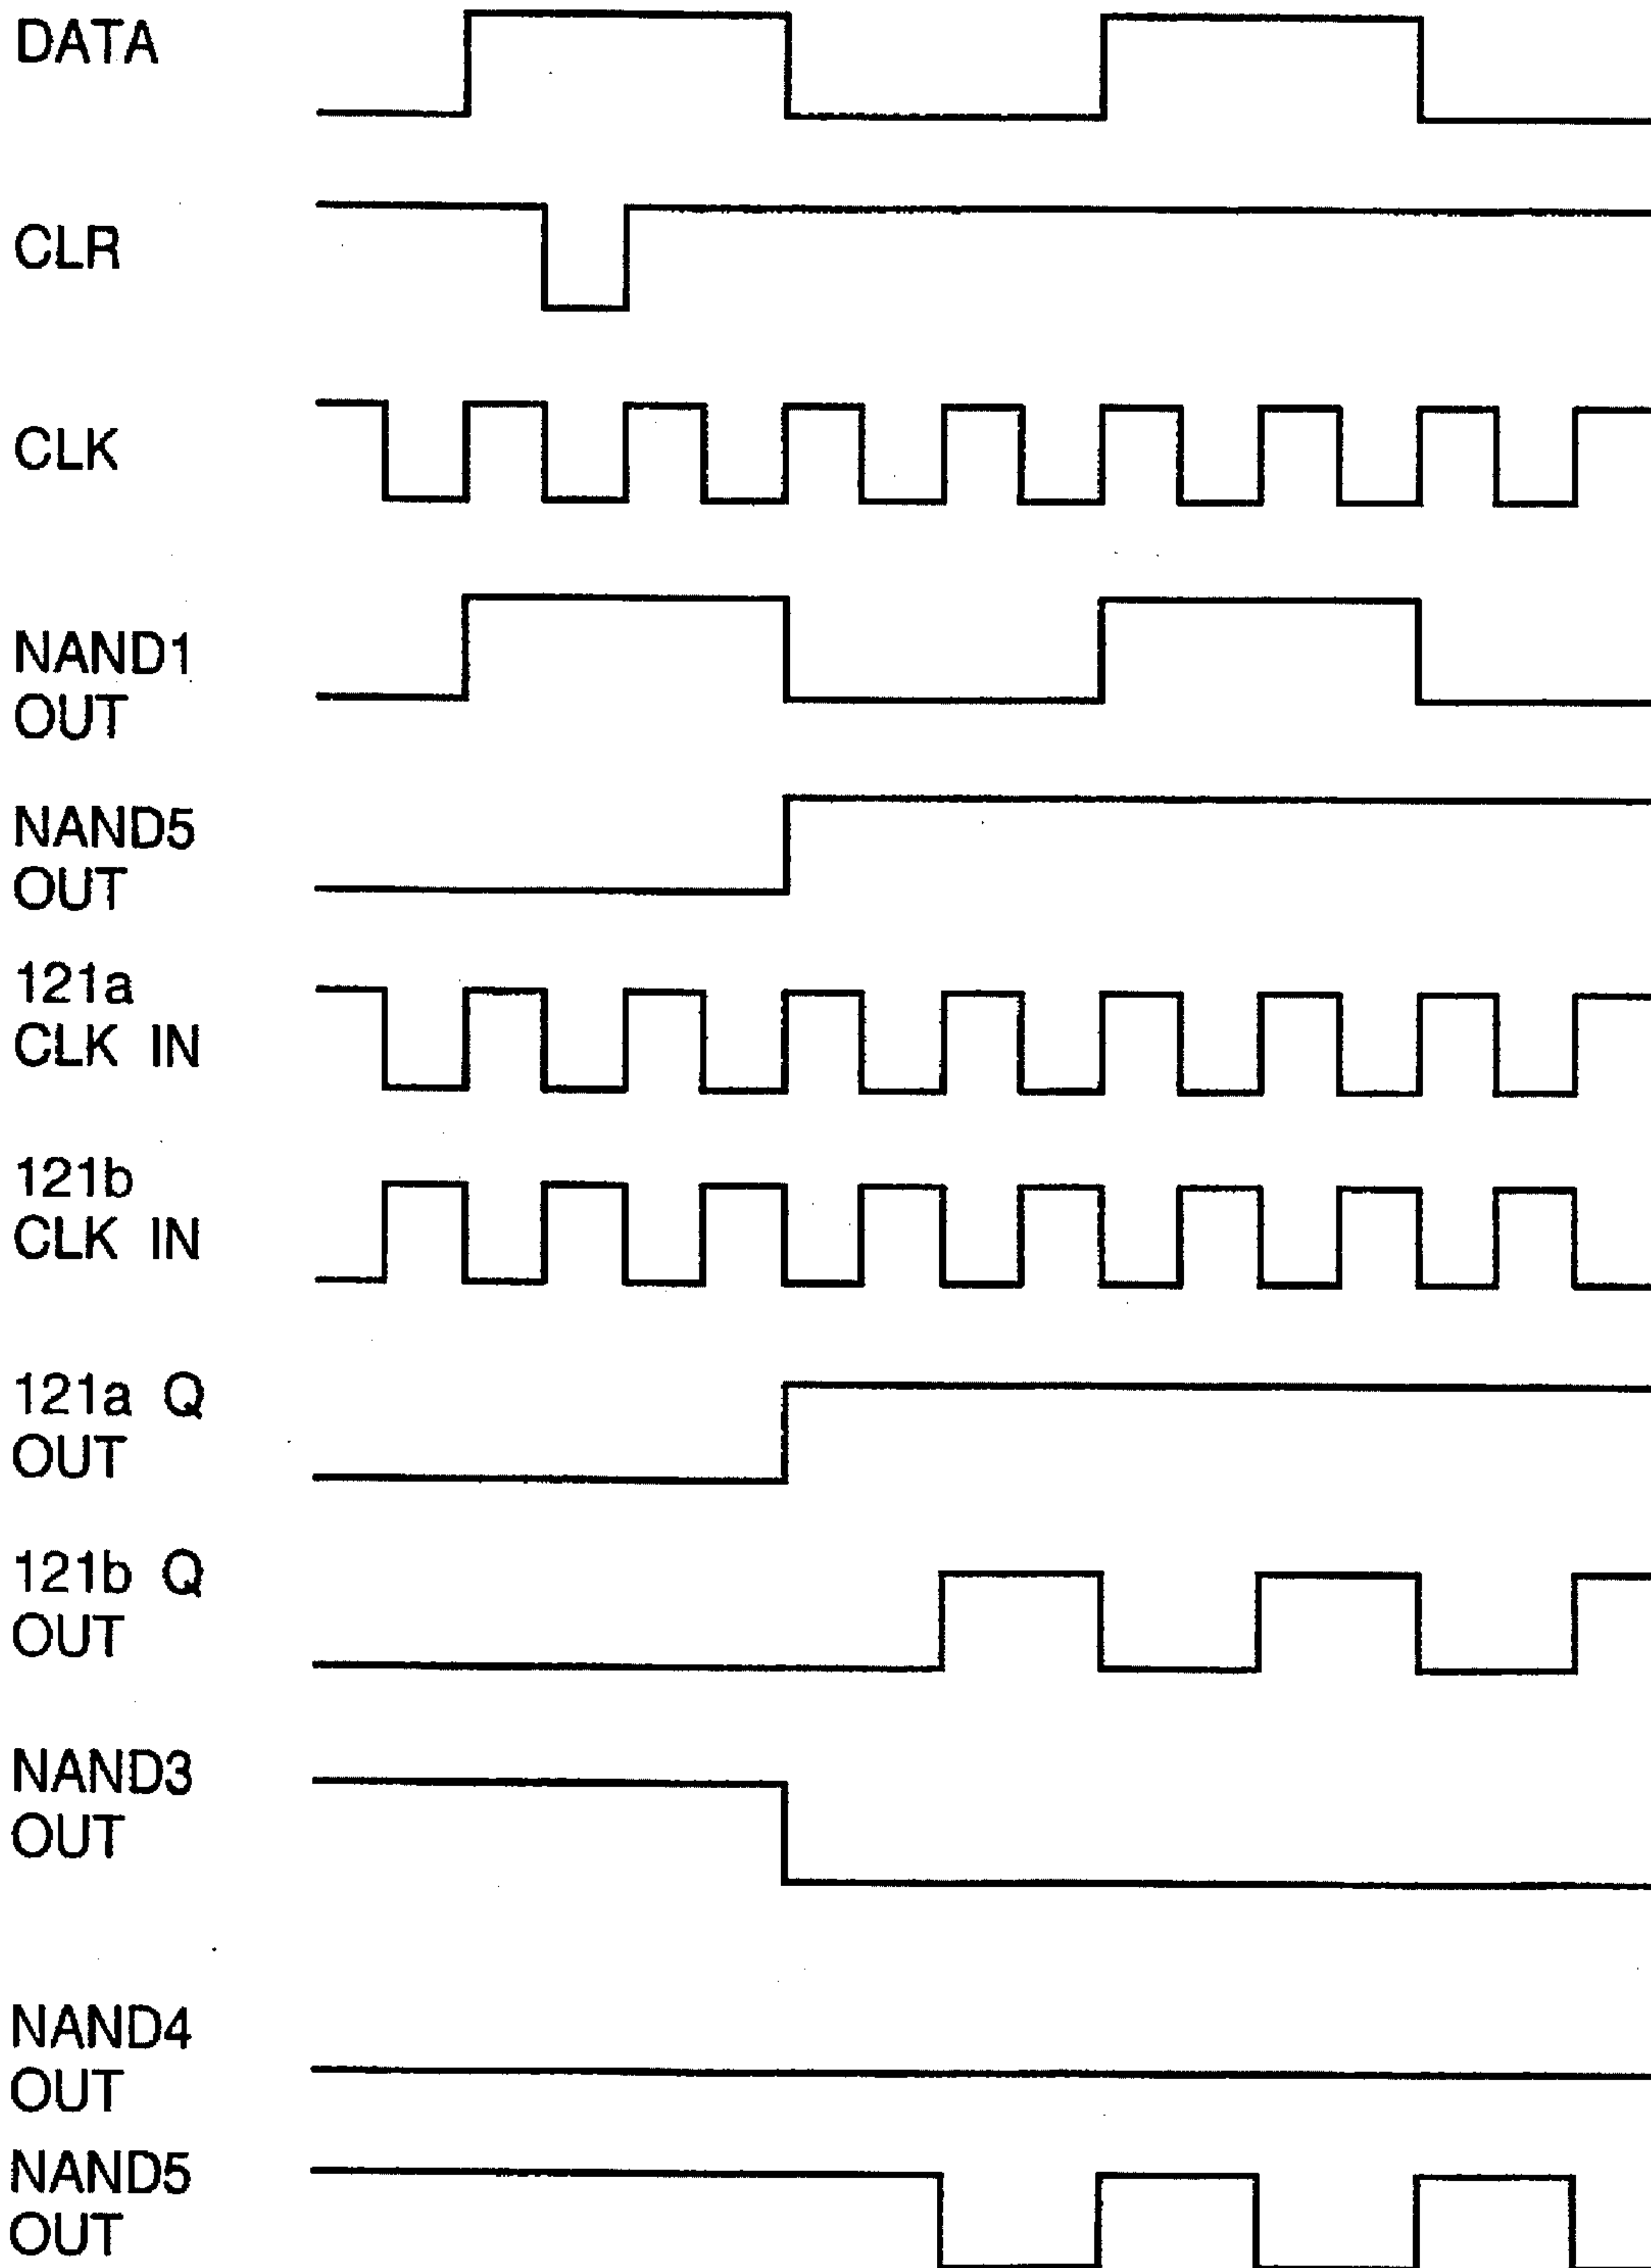 DATA
CLR
CLK
NAND1
OUT
NAND5
OUT
121a
CLK IN
121b
CLK IN
121a Q
OUT
121b Q
OUT
NAND3
OUT
NAND4
OUT
NAND5
OUT